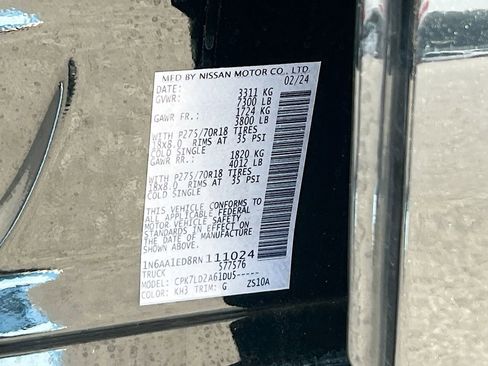 MFD BY NISSAN MOTOR CO., LTD.
DATE: 02/24
GVWR: 3311 KG
7300 LB
GAWR FR.: 1724 KG
3800 LB
WITH P275/70R18 TIRES
18X8.0 RIMS AT 35 PSI
COLD SINGLE
GAWR RR.: 1820 KG
4012 LB
WITH P275/70R18 TIRES
18X8.0 RIMS AT 35 PSI
COLD SINGLE
THIS VEHICLE CONFORMS TO
ALL APPLICABLE FEDERAL
MOTOR VEHICLE SAFETY
STANDARDS IN EFFECT ON
THE DATE OF MANUFACTURE
SHOWN ABOVE.
1N6AA1ED8RN 111024
TRUCK 577576
MODEL: CPK7LD2A61DU5-----
COLOR: KH3 TRIM: G ZS10A